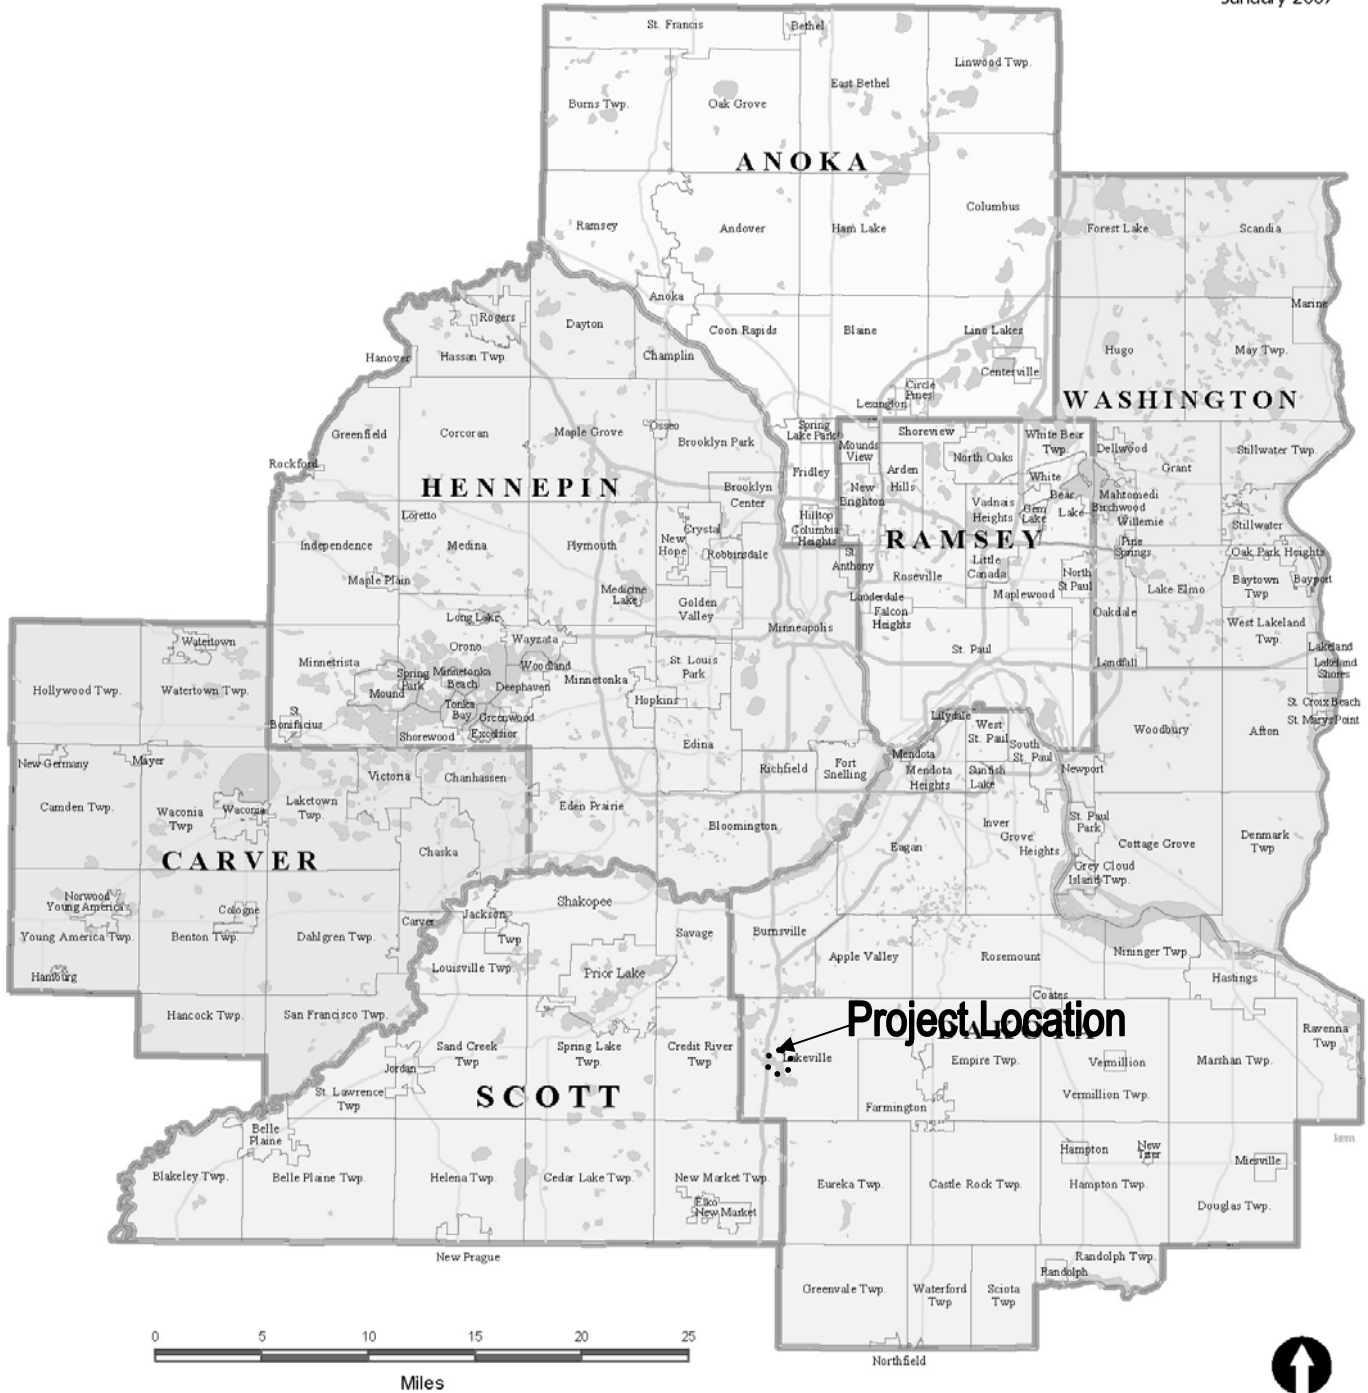 January 2007
St. Francis
Bethel
Linwood Twp.
Burns Twp.
Oak Grove
East Bethel
ANOKA
Ramsey
Andover
Ham Lake
Columbus
Forest Lake
Scandia
Anoka
Marine
Rogers
Dayton
Coon Rapids
Blaine
Lino Lakes
Hanover
Hassan Twp.
Champlin
Hugo
May Twp.
Centerville
Circle
Pines
Lexington
WASHINGTON
Greenfield
Corcoran
Maple Grove
Osseo
Brooklyn Park
Spring
Lake Park
Mounds
View
Shoreview
White Bear
Twp.
Dellwood
Stillwater Twp.
Rockford
Fridley
Arden
Hills
North Oaks
Grant
HENNEPIN
Brooklyn
Center
New
Brighton
White
Bear
Lake
Mahtomedi
Birchwood
Willernie
Vadnais
Heights
Gem
Lake
Loretto
Hilltop
Columbia
Heights
Stillwater
Independence
Medina
Plymouth
Crystal
New
Hope
Robbinsdale
RAMSEY
Pine
Springs
Oak Park Heights
St.
Anthony
Maple Plain
Roseville
Little
Canada
North
St Paul
Lake Elmo
Baytown
Twp
Bayport
Medicine
Lake
Golden
Valley
Lauderdale
Falcon
Heights
Maplewood
Oakdale
Long Lake
Minneapolis
West Lakeland
Twp.
Watertown
Orono
Wayzata
Woodland
St. Louis
Park
St. Paul
Landfall
Lakeland
Lakeland
Shores
Hollywood Twp.
Watertown Twp.
Minnetrista
Spring
Park
Minnetonka
Beach
Deephaven
Minnetonka
Mound
Hopkins
St. Croix Beach
St. Marys Point
St.
Bonifacius
Tonka
Bay
Greenwood
Excelsior
Shorewood
Lilydale
West
St. Paul
South
St. Paul
Woodbury
Afton
Edina
New Germany
Mayer
Victoria
Chanhassen
Richfield
Fort
Snelling
Mendota
Mendota
Heights
Sunfish
Lake
Newport
Camden Twp.
Waconia
Twp
Waconia
Laketown
Twp.
Eden Prairie
Bloomington
Inver
Grove
Heights
St. Paul
Park
Cottage Grove
Denmark
Twp
CARVER
Chaska
Eagan
Grey Cloud
Island Twp.
Norwood
Young America
Cologne
Carver
Jackson
Twp
Shakopee
Young America Twp.
Benton Twp.
Dahlgren Twp.
Savage
Burnsville
Hamburg
Louisville Twp.
Prior Lake
Apple Valley
Rosemount
Nininger Twp.
Hastings
Coates
Hancock Twp.
San Francisco Twp.
Project Location
DAKOTA
Ravenna
Twp
Sand Creek
Twp
Spring Lake
Twp.
Credit River
Twp
Lakeville
Empire Twp.
Vermillion
Marshan Twp.
Jordan
St. Lawrence
Twp
SCOTT
Farmington
Vermillion Twp.
Belle
Plaine
kem
Blakeley Twp.
Belle Plaine Twp.
Helena Twp.
Cedar Lake Twp.
New Market Twp.
Elko
New Market
Eureka Twp.
Castle Rock Twp.
Hampton
New
Trier
Hampton Twp.
Miesville
Douglas Twp.
New Prague
Randolph Twp.
Randolph
Greenvale Twp.
Waterford
Twp
Sciota
Twp
Northfield
0 5 10 15 20 25
Miles